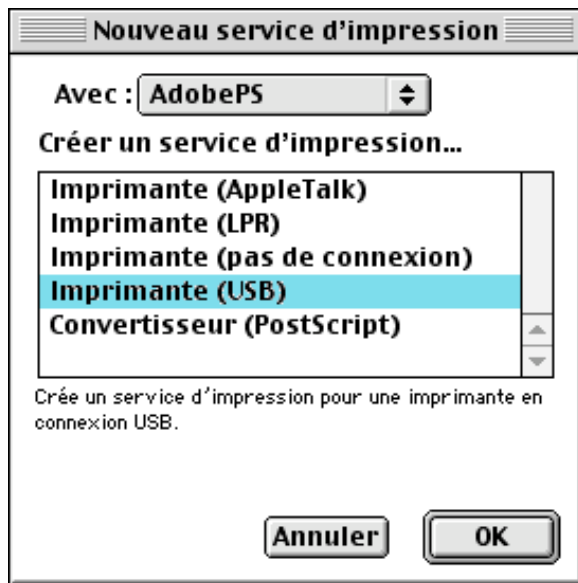 Nouveau service d'impression
Avec : AdobePS
Créer un service d'impression...
Imprimante (AppleTalk)
Imprimante (LPR)
Imprimante (pas de connexion)
Imprimante (USB)
Convertisseur (PostScript)
Crée un service d'impression pour une imprimante en
connexion USB.
Annuler OK